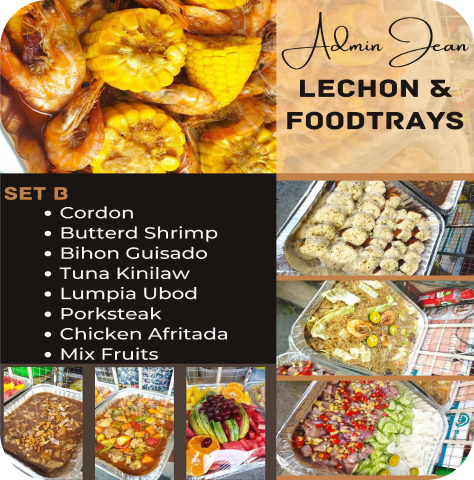 Admin Jean
LECHON &
FOODTRAYS
SET B
• Cordon
• Butterd Shrimp
• Bihon Guisado
• Tuna Kinilaw
• Lumpia Ubod
• Porksteak
• Chicken Afritada
• Mix Fruits